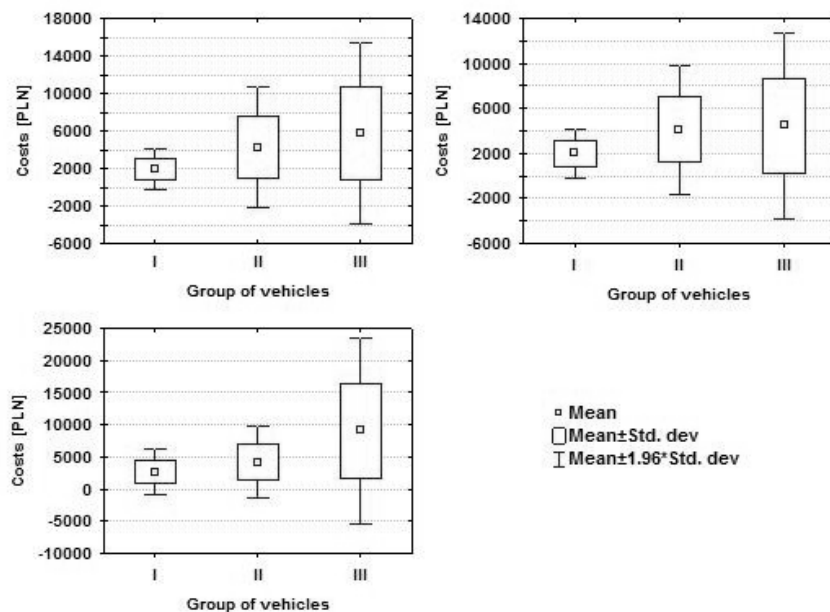 18000
14000
10000
6000
2000
-2000
-6000
Costs [PLN]
I II III
Group of vehicles
14000
10000
6000
2000
-2000
-6000
Costs [PLN]
I II III
Group of vehicles
25000
20000
15000
10000
5000
0
-5000
-10000
Costs [PLN]
I II III
Group of vehicles
Mean
Mean±Std. dev
Mean±1.96*Std. dev